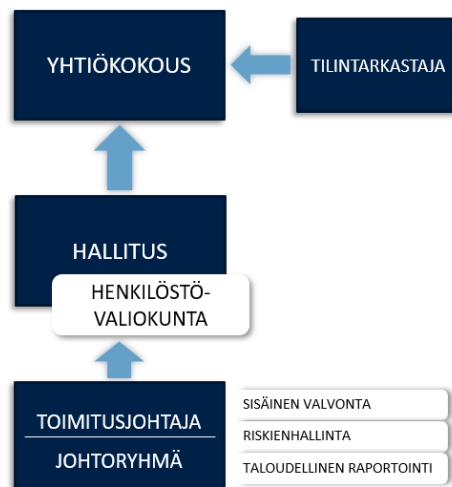 YHTIÖKOKOUS
TILINTARKASTAJA
HALLITUS
HENKILÖSTÖ-
VALIOKUNTA
TOIMITUSJOHTAJA
JOHTORYHMÄ
SISÄINEN VALVONTA
RISKIENHALLINTA
TALOUDELLINEN RAPORTOINTI